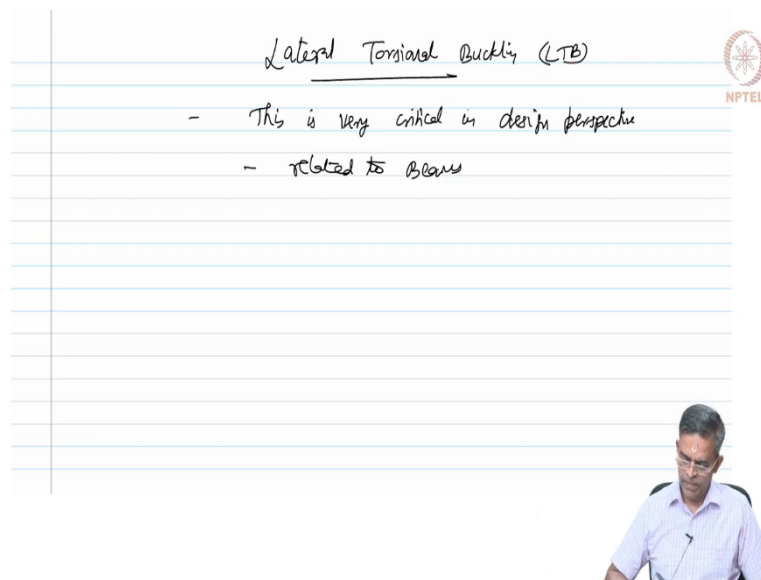 Lateral Torsional Buckling (LTB)
NPTEL
- This is very critical in design perspective
- related to Beams